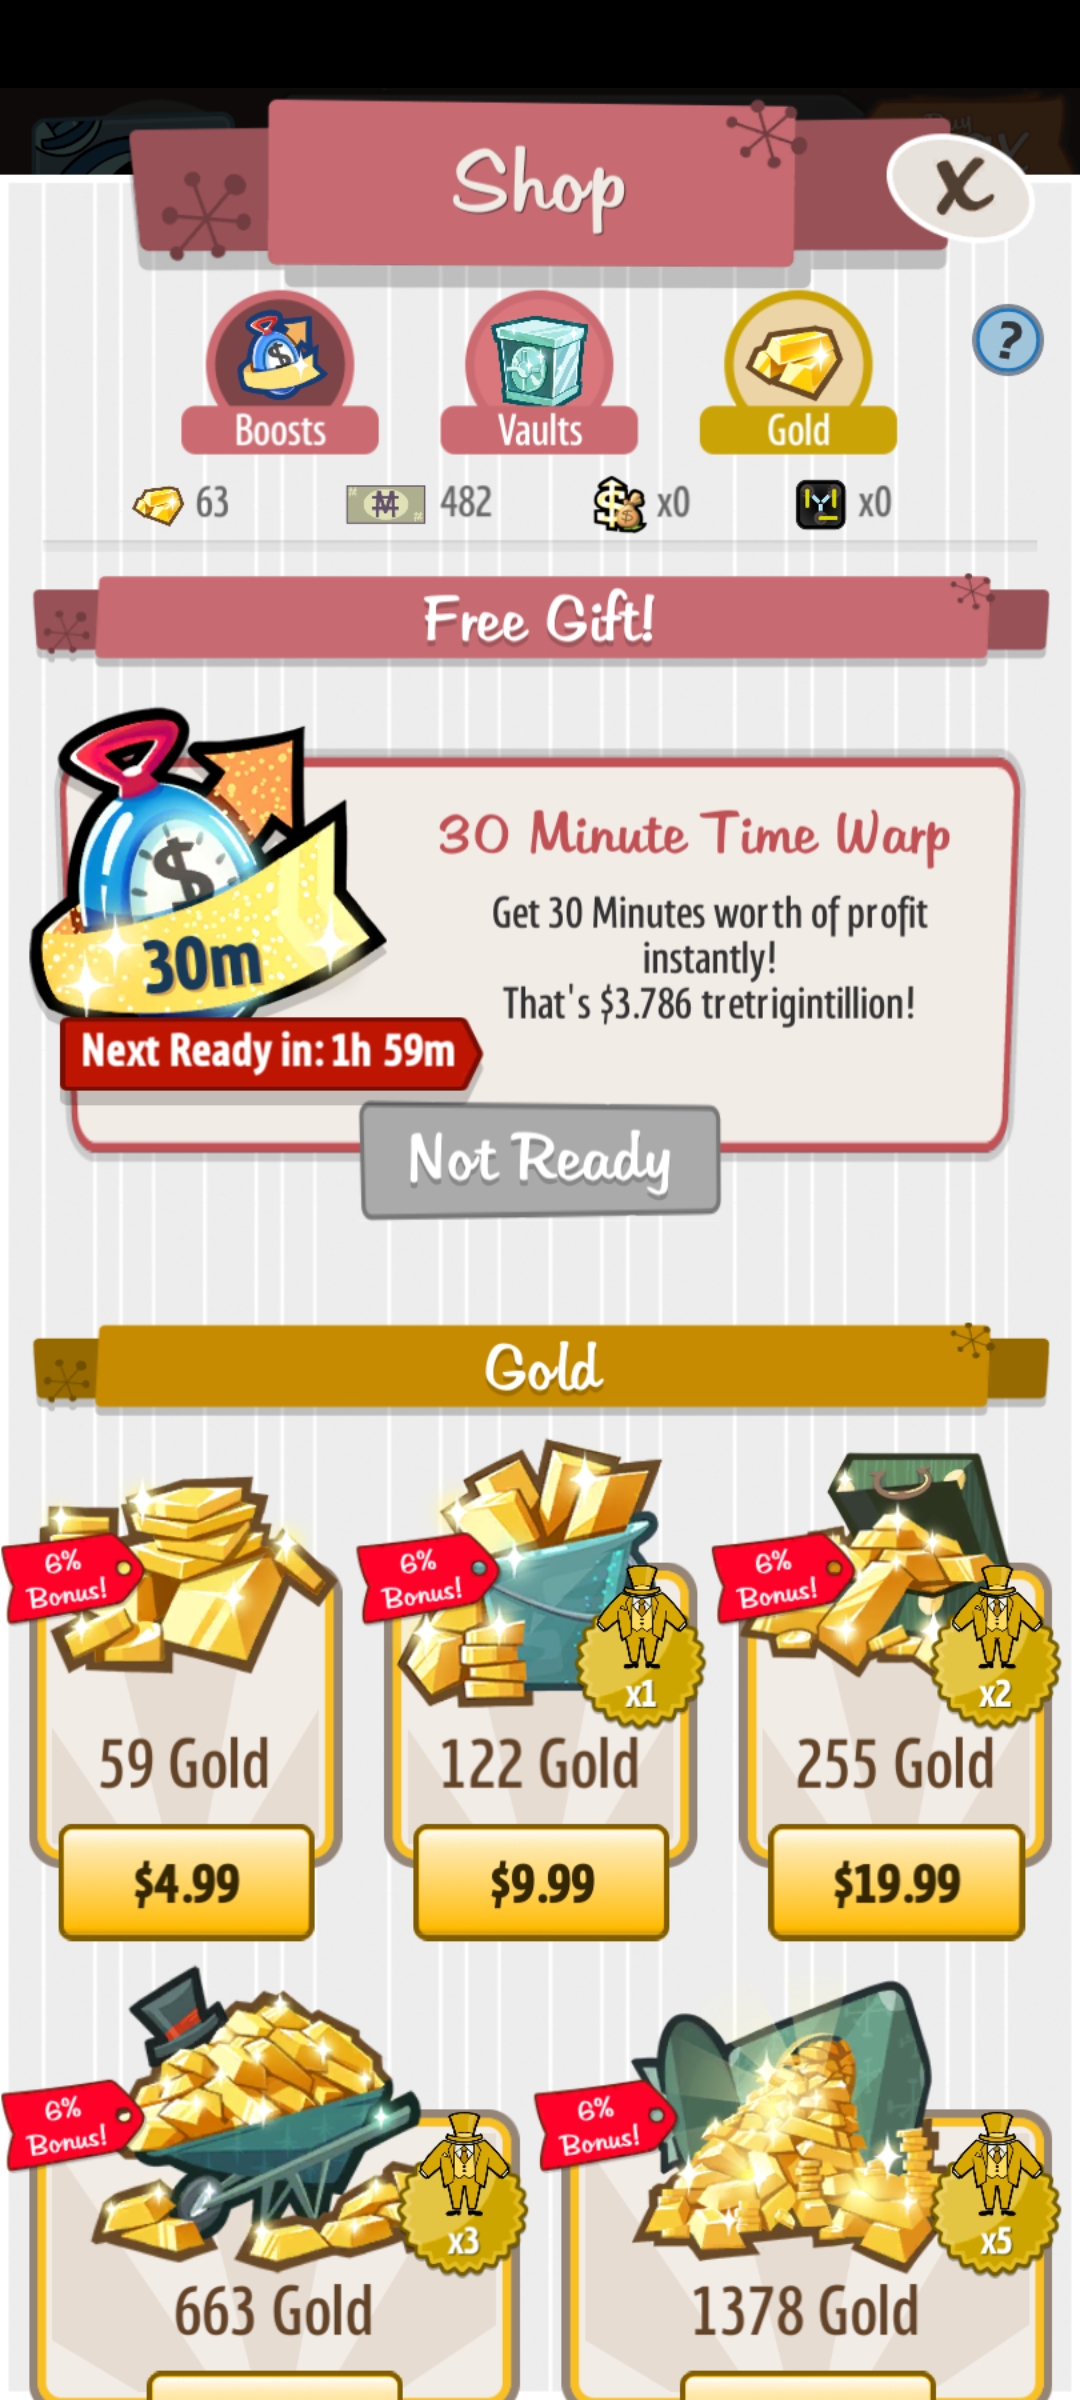 Shop
X
Boosts
Vaults
Gold
?
63
482
x0
x0
Free Gift!
30m
30 Minute Time Warp
Get 30 Minutes worth of profit
instantly!
That's $3.786 tretrigintillion!
Next Ready in: 1h 59m
Not Ready
Gold
6%
Bonus!
59 Gold
$4.99
6%
Bonus!
x1
122 Gold
$9.99
6%
Bonus!
x2
255 Gold
$19.99
6%
Bonus!
x3
663 Gold
6%
Bonus!
x5
1378 Gold